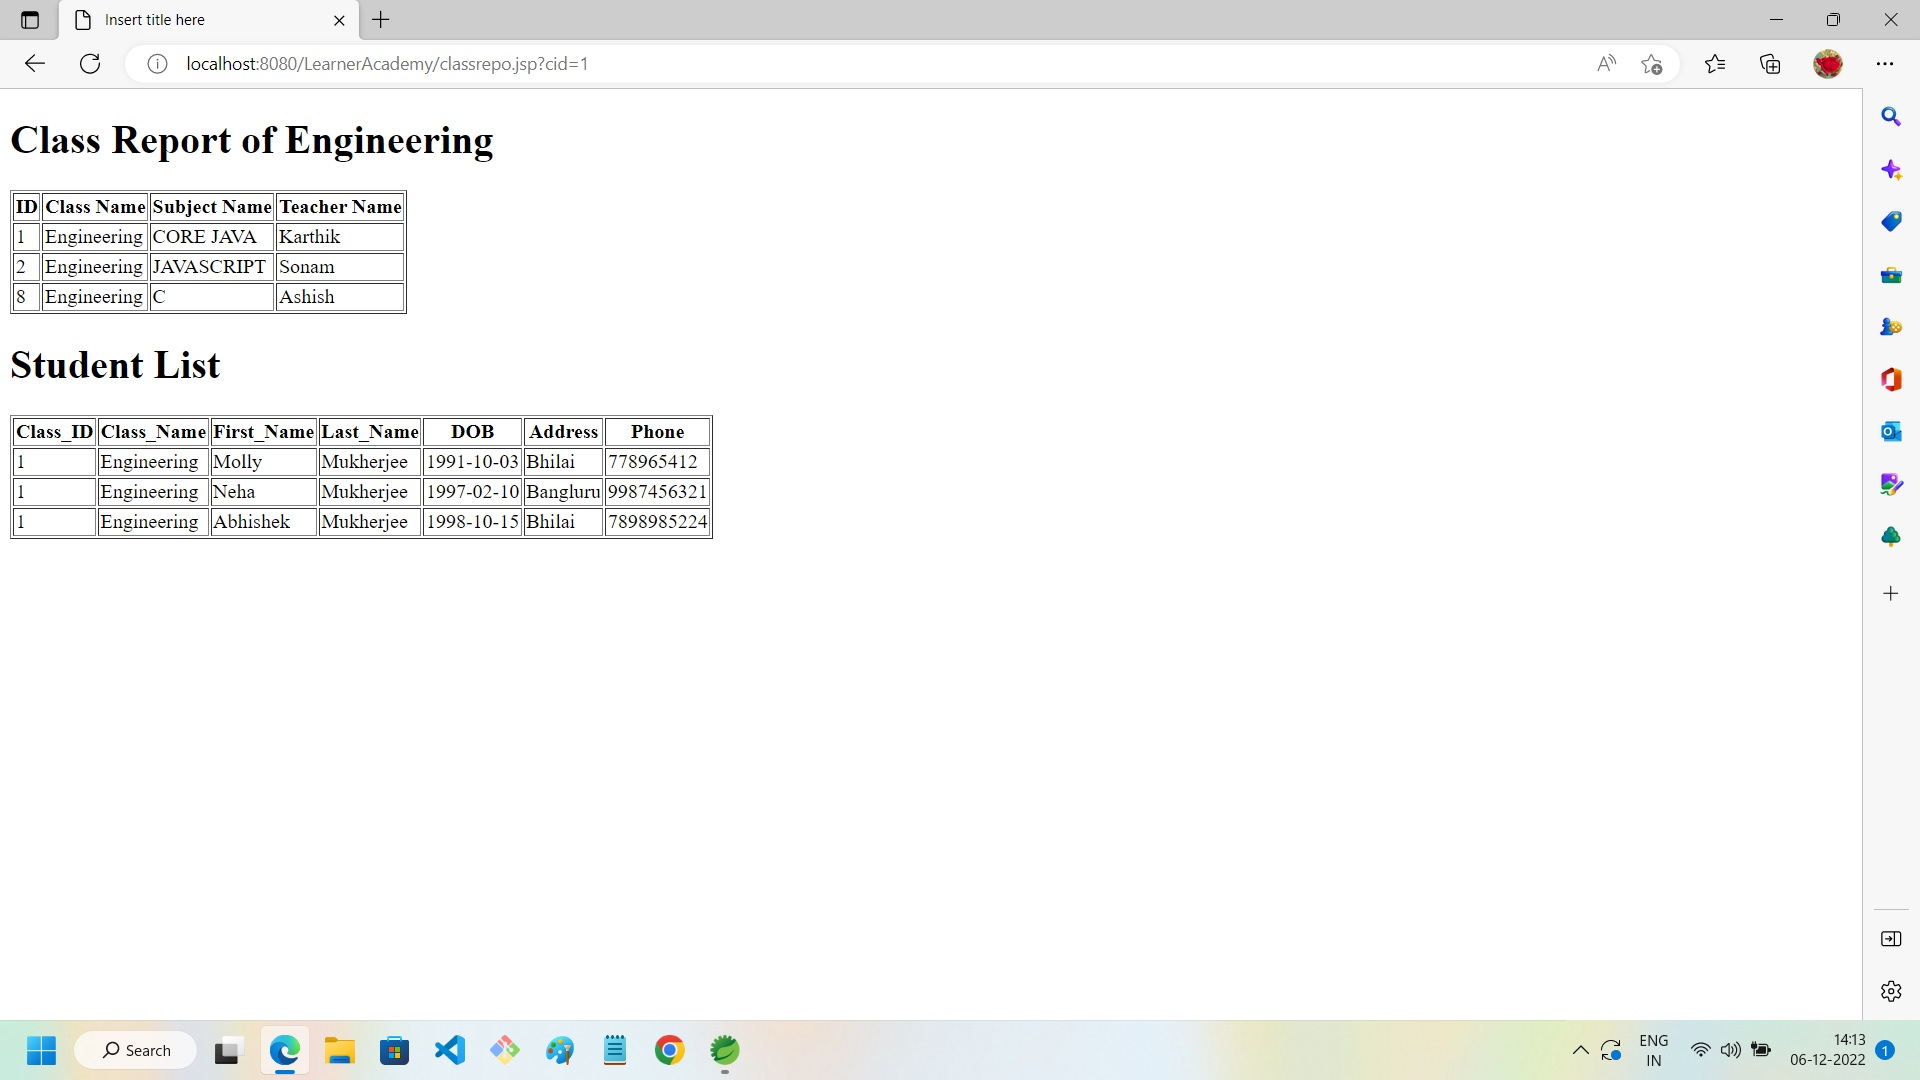 Insert title here
localhost:8080/LearnerAcademy/classrepo.jsp?cid=1
Class Report of Engineering
ID Class Name Subject Name Teacher Name
1 Engineering CORE JAVA Karthik
2 Engineering JAVASCRIPT Sonam
8 Engineering C Ashish
Student List
Class_ID Class_Name First_Name Last_Name DOB Address Phone
1 Engineering Molly Mukherjee 1991-10-03 Bhilai 778965412
1 Engineering Neha Mukherjee 1997-02-10 Bangluru 9987456321
1 Engineering Abhishek Mukherjee 1998-10-15 Bhilai 7898985224
Search
ENG
IN
14:13
06-12-2022
1